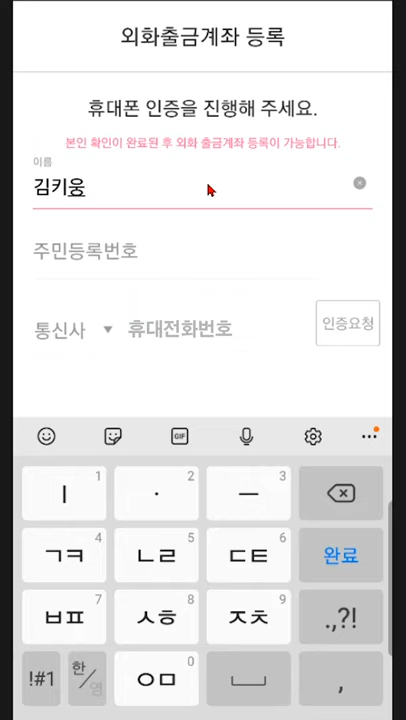 외화출금계좌 등록
휴대폰 인증을 진행해 주세요.
본인 확인이 완료된 후 외화 출금계좌 등록이 가능합니다.
이름
김키웅
주민등록번호
통신사 휴대전화번호 인증요청
GIF
ㅣ 1 · 2 ㅡ 3
ㄱㅋ 4 ㄴㄹ 5 ㄷㅌ 6 완료
ㅂㅍ 7 ㅅㅎ 8 ㅈㅊ 9 .,?!
!#1 한/영 ㅇㅁ 0 ,